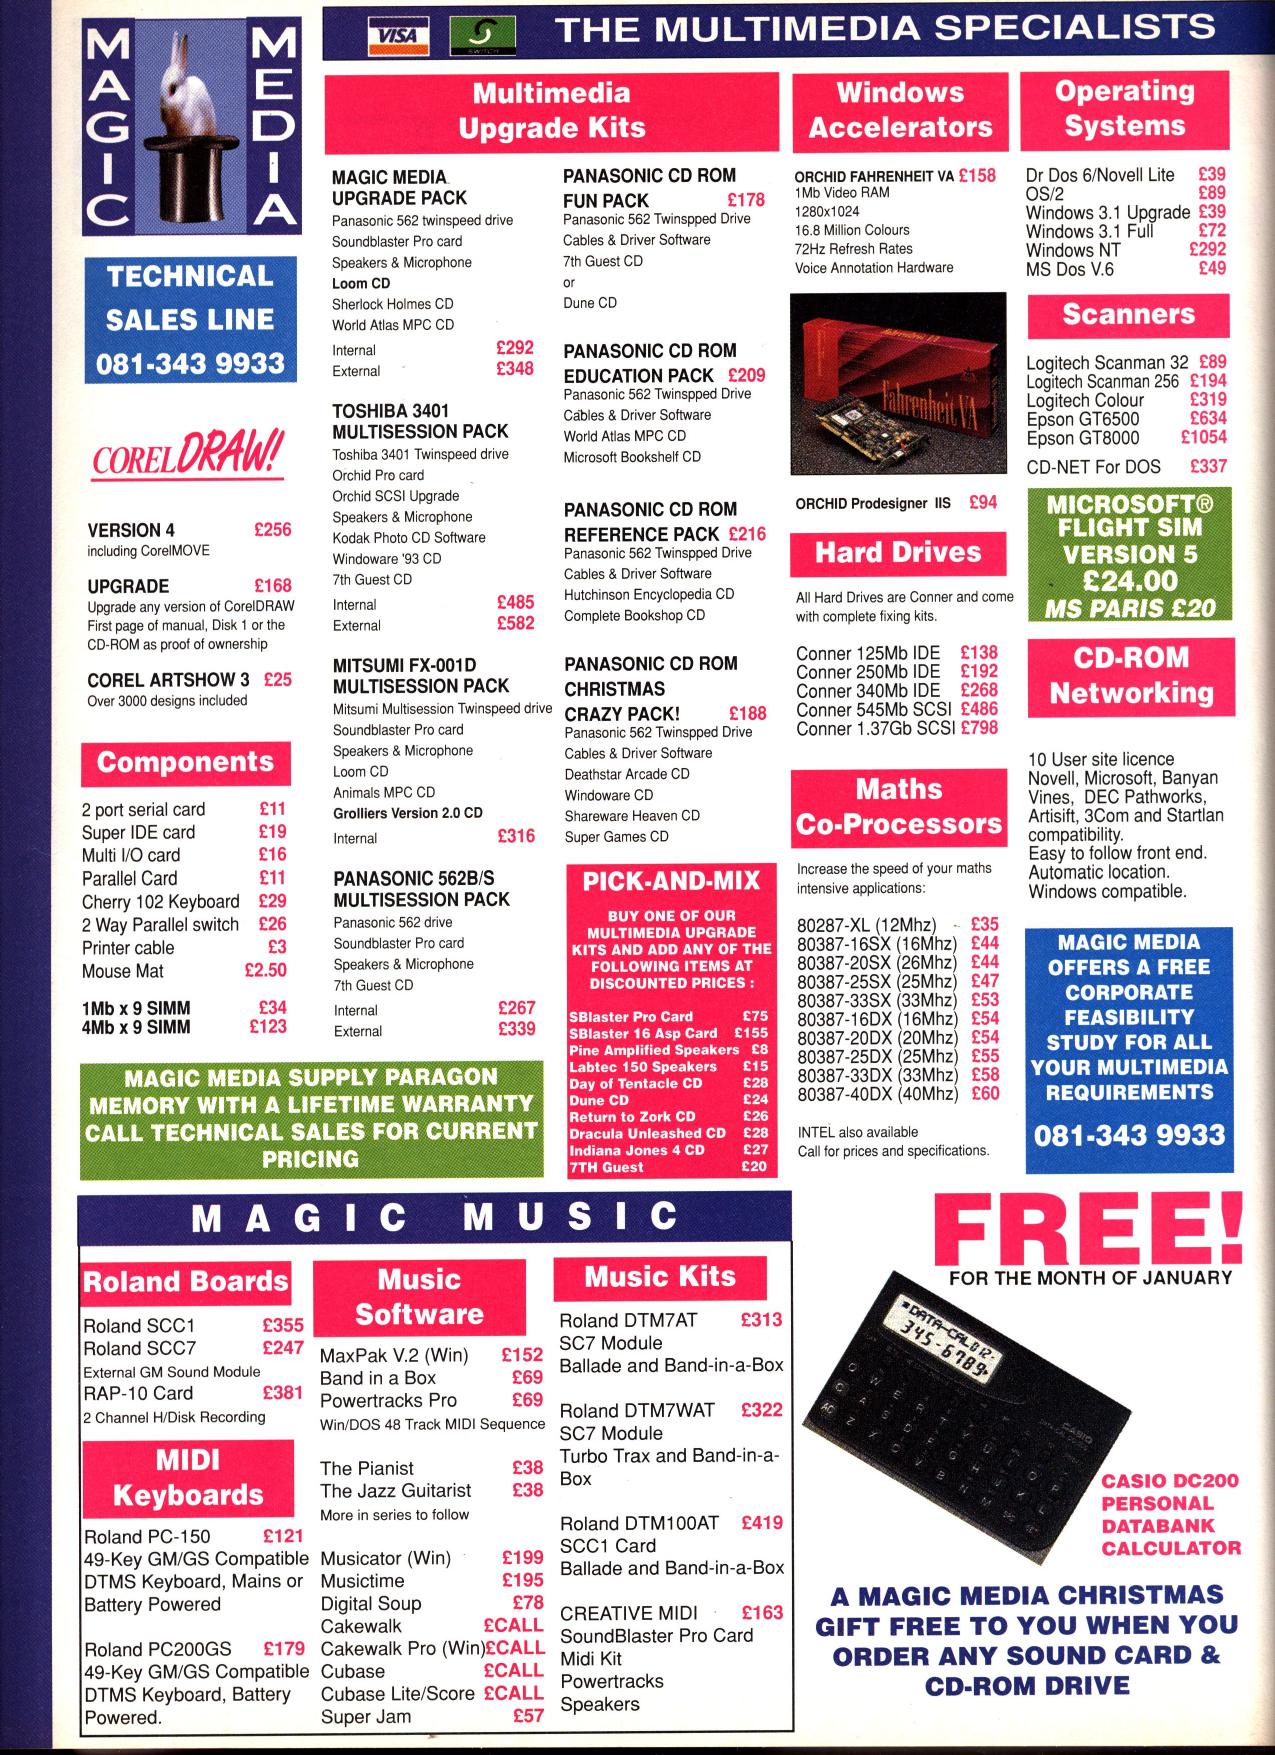 MAGIC
MEDIA
VISA
SWITCH
THE MULTIMEDIA SPECIALISTS
TECHNICAL
SALES LINE
081-343 9933
COREL DRAW!
VERSION 4 £256
including CorelMOVE
UPGRADE £168
Upgrade any version of CorelDRAW
First page of manual, Disk 1 or the
CD-ROM as proof of ownership
COREL ARTSHOW 3 £25
Over 3000 designs included
Components
2 port serial card £11
Super IDE card £19
Multi I/O card £16
Parallel Card £11
Cherry 102 Keyboard £29
2 Way Parallel switch £26
Printer cable £3
Mouse Mat £2.50
1Mb x 9 SIMM £34
4Mb x 9 SIMM £123
Multimedia
Upgrade Kits
MAGIC MEDIA
UPGRADE PACK
Panasonic 562 twinspeed drive
Soundblaster Pro card
Speakers & Microphone
Loom CD
Sherlock Holmes CD
World Atlas MPC CD
Internal £292
External £348
TOSHIBA 3401
MULTISESSION PACK
Toshiba 3401 Twinspeed drive
Orchid Pro card
Orchid SCSI Upgrade
Speakers & Microphone
Kodak Photo CD Software
Windoware '93 CD
7th Guest CD
Internal £485
External £582
MITSUMI FX-001D
MULTISESSION PACK
Mitsumi Multisession Twinspeed drive
Soundblaster Pro card
Speakers & Microphone
Loom CD
Animals MPC CD
Grolliers Version 2.0 CD
Internal £316
PANASONIC 562B/S
MULTISESSION PACK
Panasonic 562 drive
Soundblaster Pro card
Speakers & Microphone
7th Guest CD
Internal £267
External £339
MAGIC MEDIA SUPPLY PARAGON
MEMORY WITH A LIFETIME WARRANTY
CALL TECHNICAL SALES FOR CURRENT
PRICING
PANASONIC CD ROM
FUN PACK £178
Panasonic 562 Twinspped Drive
Cables & Driver Software
7th Guest CD
or
Dune CD
PANASONIC CD ROM
EDUCATION PACK £209
Panasonic 562 Twinspped Drive
Cables & Driver Software
World Atlas MPC CD
Microsoft Bookshelf CD
PANASONIC CD ROM
REFERENCE PACK £216
Panasonic 562 Twinspped Drive
Cables & Driver Software
Hutchinson Encyclopedia CD
Complete Bookshop CD
PANASONIC CD ROM
CHRISTMAS
CRAZY PACK! £188
Panasonic 562 Twinspped Drive
Cables & Driver Software
Deathstar Arcade CD
Windoware CD
Shareware Heaven CD
Super Games CD
PICK-AND-MIX
BUY ONE OF OUR
MULTIMEDIA UPGRADE
KITS AND ADD ANY OF THE
FOLLOWING ITEMS AT
DISCOUNTED PRICES :
SBlaster Pro Card £75
SBlaster 16 Asp Card £155
Pine Amplified Speakers £8
Labtec 150 Speakers £15
Day of Tentacle CD £28
Dune CD £24
Return to Zork CD £26
Dracula Unleashed CD £28
Indiana Jones 4 CD £27
7TH Guest £20
Windows
Accelerators
ORCHID FAHRENHEIT VA £158
1Mb Video RAM
1280x1024
16.8 Million Colours
72Hz Refresh Rates
Voice Annotation Hardware
Fahrenheit VA
Fahrenheit VA
ORCHID Prodesigner IIS £94
Hard Drives
All Hard Drives are Conner and come
with complete fixing kits.
Conner 125Mb IDE £138
Conner 250Mb IDE £192
Conner 340Mb IDE £268
Conner 545Mb SCSI £486
Conner 1.37Gb SCSI £798
Maths
Co-Processors
Increase the speed of your maths
intensive applications:
80287-XL (12Mhz) £35
80387-16SX (16Mhz) £44
80387-20SX (26Mhz) £44
80387-25SX (25Mhz) £47
80387-33SX (33Mhz) £53
80387-16DX (16Mhz) £54
80387-20DX (20Mhz) £54
80387-25DX (25Mhz) £55
80387-33DX (33Mhz) £58
80387-40DX (40Mhz) £60
INTEL also available
Call for prices and specifications.
Operating
Systems
Dr Dos 6/Novell Lite £39
OS/2 £89
Windows 3.1 Upgrade £39
Windows 3.1 Full £72
Windows NT £292
MS Dos V.6 £49
Scanners
Logitech Scanman 32 £89
Logitech Scanman 256 £194
Logitech Colour £319
Epson GT6500 £634
Epson GT8000 £1054
CD-NET For DOS £337
MICROSOFT®
FLIGHT SIM
VERSION 5
£24.00
MS PARIS £20
CD-ROM
Networking
10 User site licence
Novell, Microsoft, Banyan
Vines, DEC Pathworks,
Artisift, 3Com and Startlan
compatibility.
Easy to follow front end.
Automatic location.
Windows compatible.
MAGIC MEDIA
OFFERS A FREE
CORPORATE
FEASIBILITY
STUDY FOR ALL
YOUR MULTIMEDIA
REQUIREMENTS
081-343 9933
MAGIC MUSIC
Roland Boards
Roland SCC1 £355
Roland SCC7 £247
External GM Sound Module
RAP-10 Card £381
2 Channel H/Disk Recording
MIDI
Keyboards
Roland PC-150 £121
49-Key GM/GS Compatible
DTMS Keyboard, Mains or
Battery Powered
Roland PC200GS £179
49-Key GM/GS Compatible
DTMS Keyboard, Battery
Powered.
Music
Software
MaxPak V.2 (Win) £152
Band in a Box £69
Powertracks Pro £69
Win/DOS 48 Track MIDI Sequence
The Pianist £38
The Jazz Guitarist £38
More in series to follow
Musicator (Win) £199
Musictime £195
Digital Soup £78
Cakewalk £CALL
Cakewalk Pro (Win) £CALL
Cubase £CALL
Cubase Lite/Score £CALL
Super Jam £57
Music Kits
Roland DTM7AT £313
SC7 Module
Ballade and Band-in-a-Box
Roland DTM7WAT £322
SC7 Module
Turbo Trax and Band-in-a-
Box
Roland DTM100AT £419
SCC1 Card
Ballade and Band-in-a-Box
CREATIVE MIDI £163
SoundBlaster Pro Card
Midi Kit
Powertracks
Speakers
FREE!
FOR THE MONTH OF JANUARY
345-6789
CASIO
CASIO DC200
PERSONAL
DATABANK
CALCULATOR
A MAGIC MEDIA CHRISTMAS
GIFT FREE TO YOU WHEN YOU
ORDER ANY SOUND CARD &
CD-ROM DRIVE